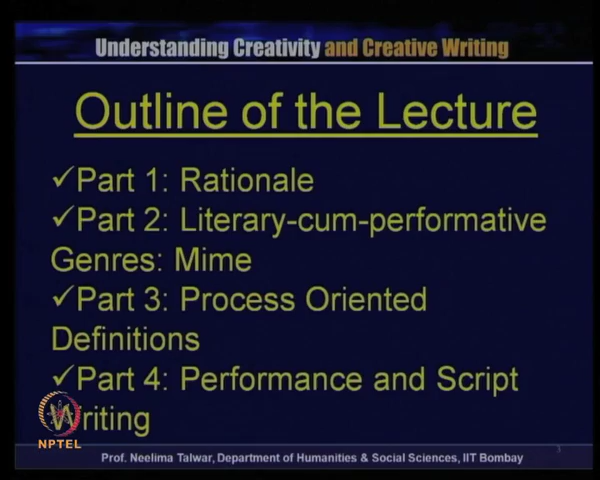 Understanding Creativity and Creative Writing
Outline of the Lecture
✓Part 1: Rationale
✓Part 2: Literary-cum-performative
Genres: Mime
✓Part 3: Process Oriented
Definitions
✓Part 4: Performance and Script
Writing
NPTEL
Prof. Neelima Talwar, Department of Humanities & Social Sciences, IIT Bombay
3